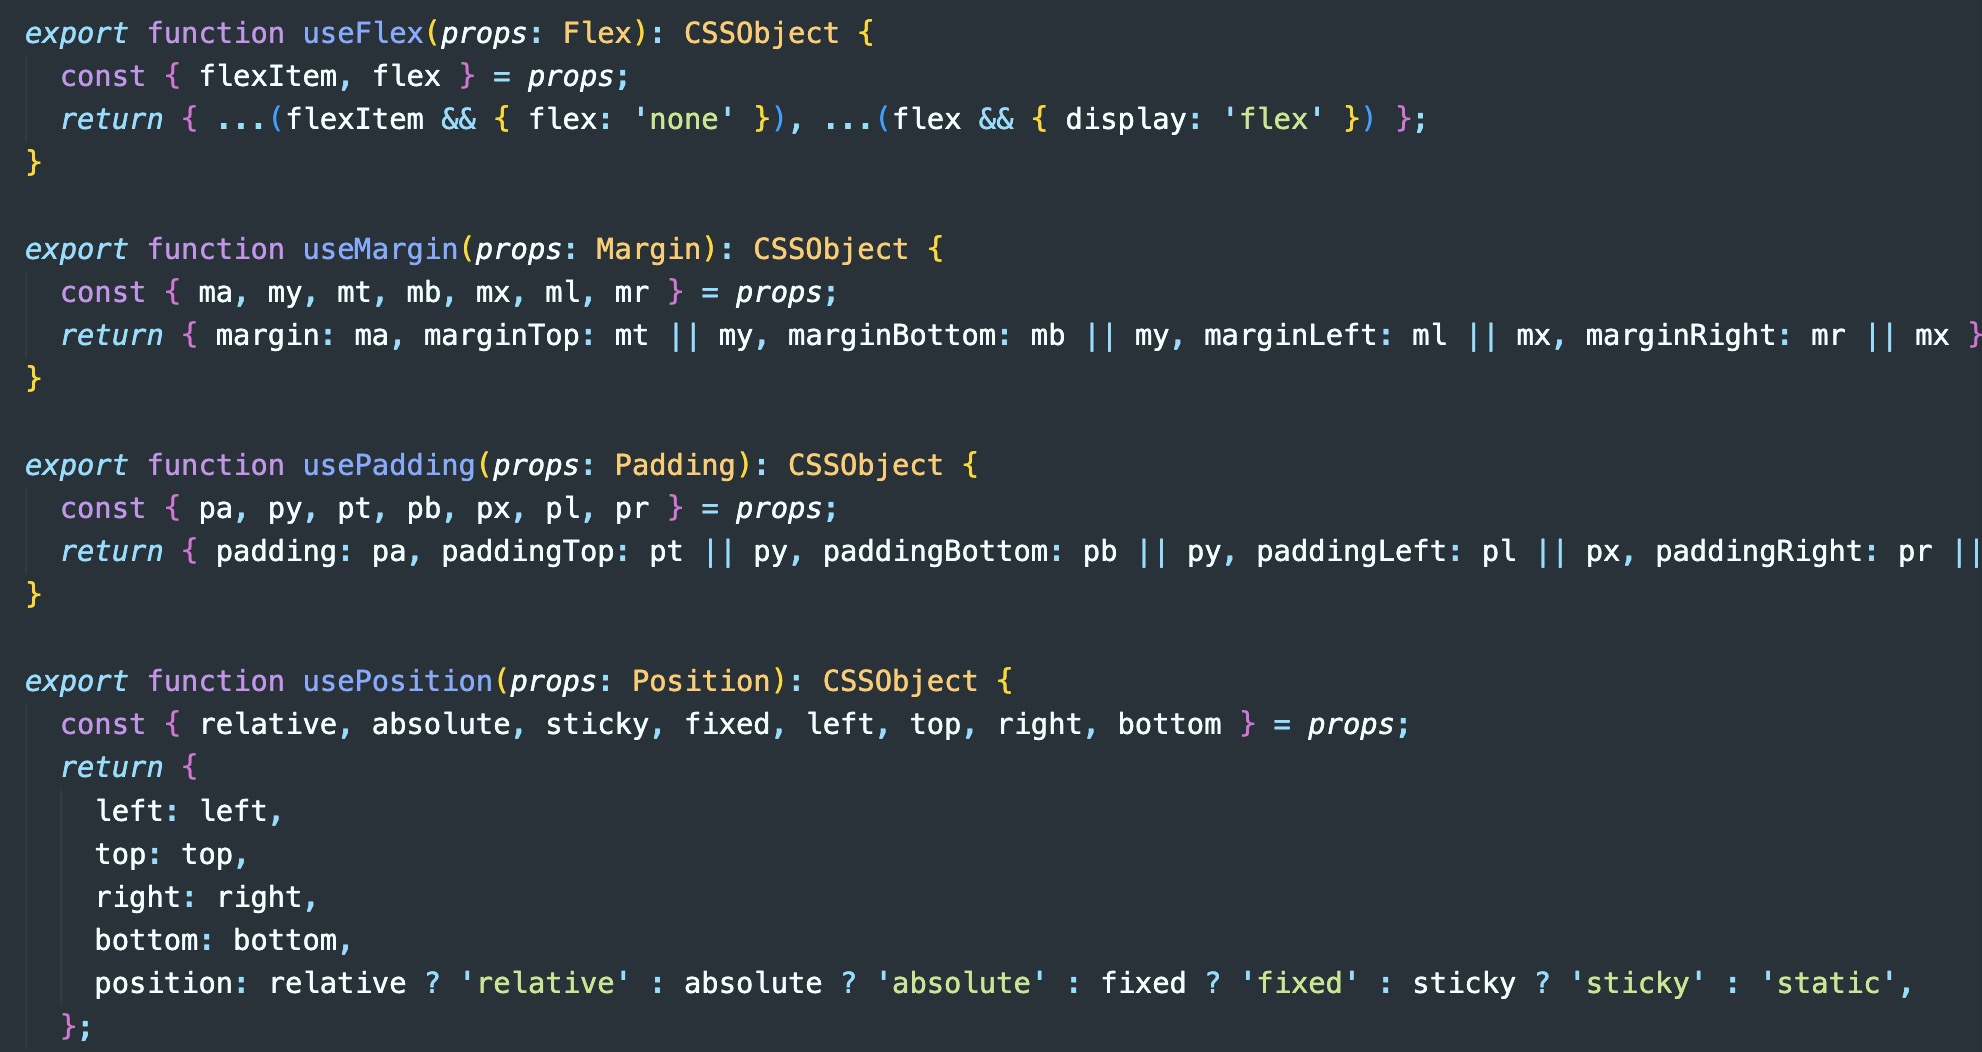 export function useFlex(props: Flex): CSSObject {
  const { flexItem, flex } = props;
  return { ...(flexItem && { flex: 'none' }), ...(flex && { display: 'flex' }) };
}

export function useMargin(props: Margin): CSSObject {
  const { ma, my, mt, mb, mx, ml, mr } = props;
  return { margin: ma, marginTop: mt || my, marginBottom: mb || my, marginLeft: ml || mx, marginRight: mr || mx }
}

export function usePadding(props: Padding): CSSObject {
  const { pa, py, pt, pb, px, pl, pr } = props;
  return { padding: pa, paddingTop: pt || py, paddingBottom: pb || py, paddingLeft: pl || px, paddingRight: pr ||
}

export function usePosition(props: Position): CSSObject {
  const { relative, absolute, sticky, fixed, left, top, right, bottom } = props;
  return {
    left: left,
    top: top,
    right: right,
    bottom: bottom,
    position: relative ? 'relative' : absolute ? 'absolute' : fixed ? 'fixed' : sticky ? 'sticky' : 'static',
  };